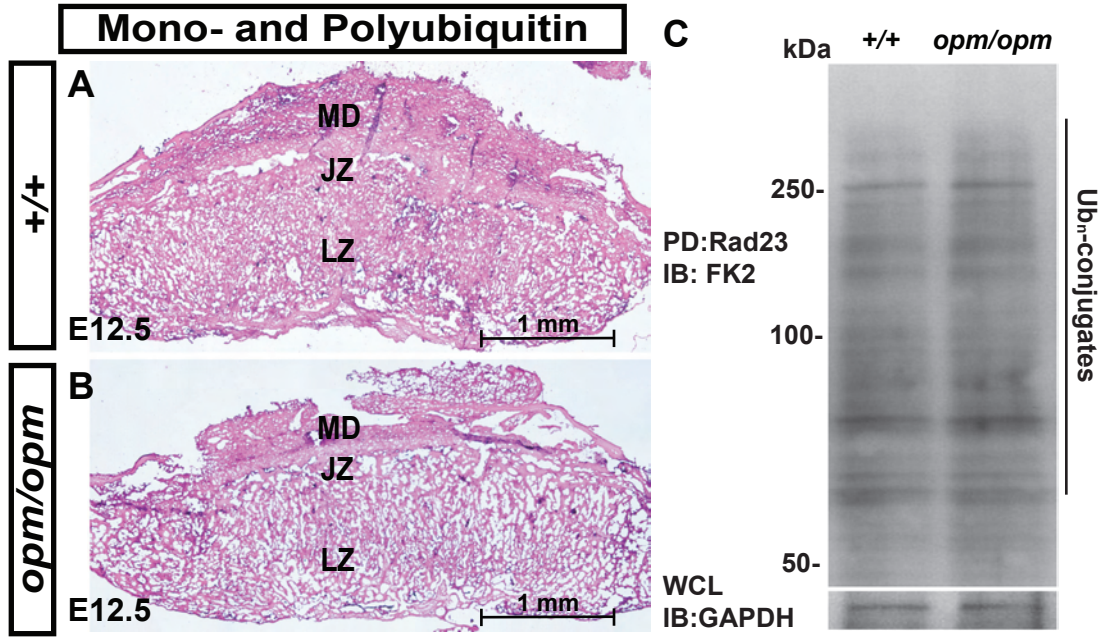 Mono- and Polyubiquitin
+/+
A
MD
JZ
LZ
E12.5
1 mm
opm/opm
B
MD
JZ
LZ
E12.5
1 mm
C
kDa
+/+
opm/opm
250-
PD:Rad23
IB: FK2
100-
50-
Ubn-conjugates
WCL
IB:GAPDH